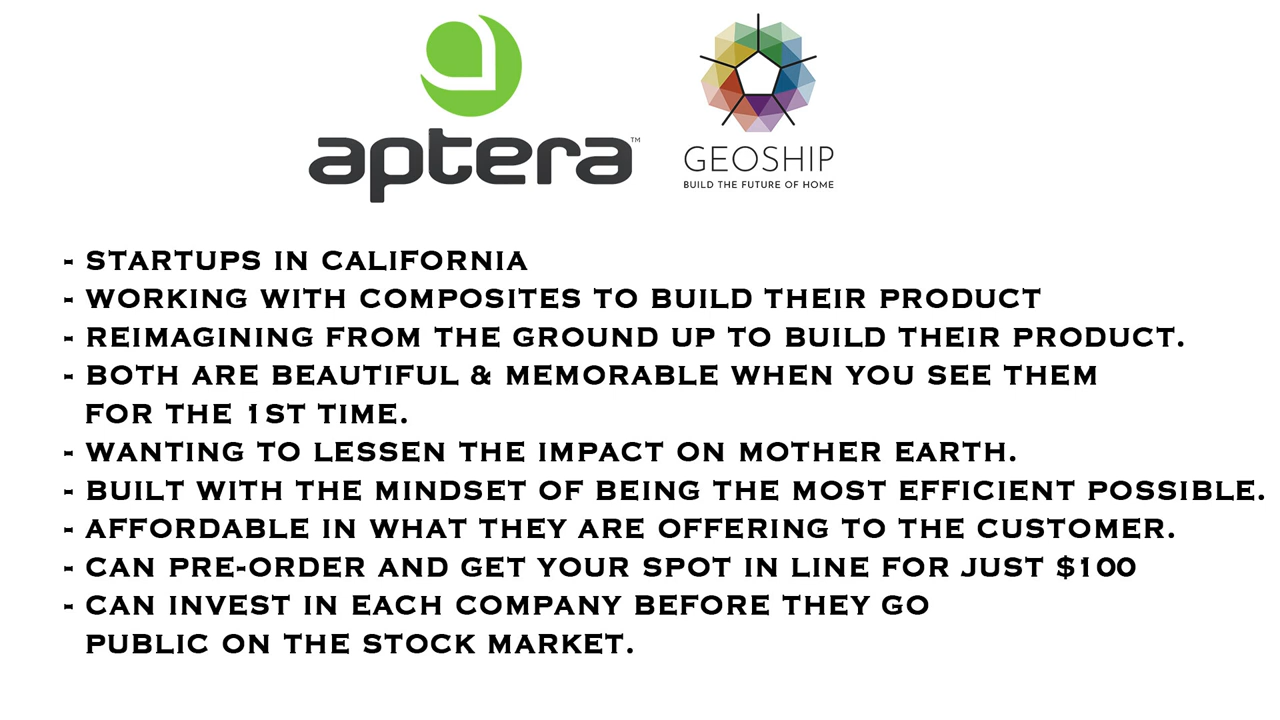 aptera™
GEOSHIP
BUILD THE FUTURE OF HOME
- STARTUPS IN CALIFORNIA
- WORKING WITH COMPOSITES TO BUILD THEIR PRODUCT
- REIMAGINING FROM THE GROUND UP TO BUILD THEIR PRODUCT.
- BOTH ARE BEAUTIFUL & MEMORABLE WHEN YOU SEE THEM
FOR THE 1ST TIME.
- WANTING TO LESSEN THE IMPACT ON MOTHER EARTH.
- BUILT WITH THE MINDSET OF BEING THE MOST EFFICIENT POSSIBLE.
- AFFORDABLE IN WHAT THEY ARE OFFERING TO THE CUSTOMER.
- CAN PRE-ORDER AND GET YOUR SPOT IN LINE FOR JUST $100
- CAN INVEST IN EACH COMPANY BEFORE THEY GO
PUBLIC ON THE STOCK MARKET.